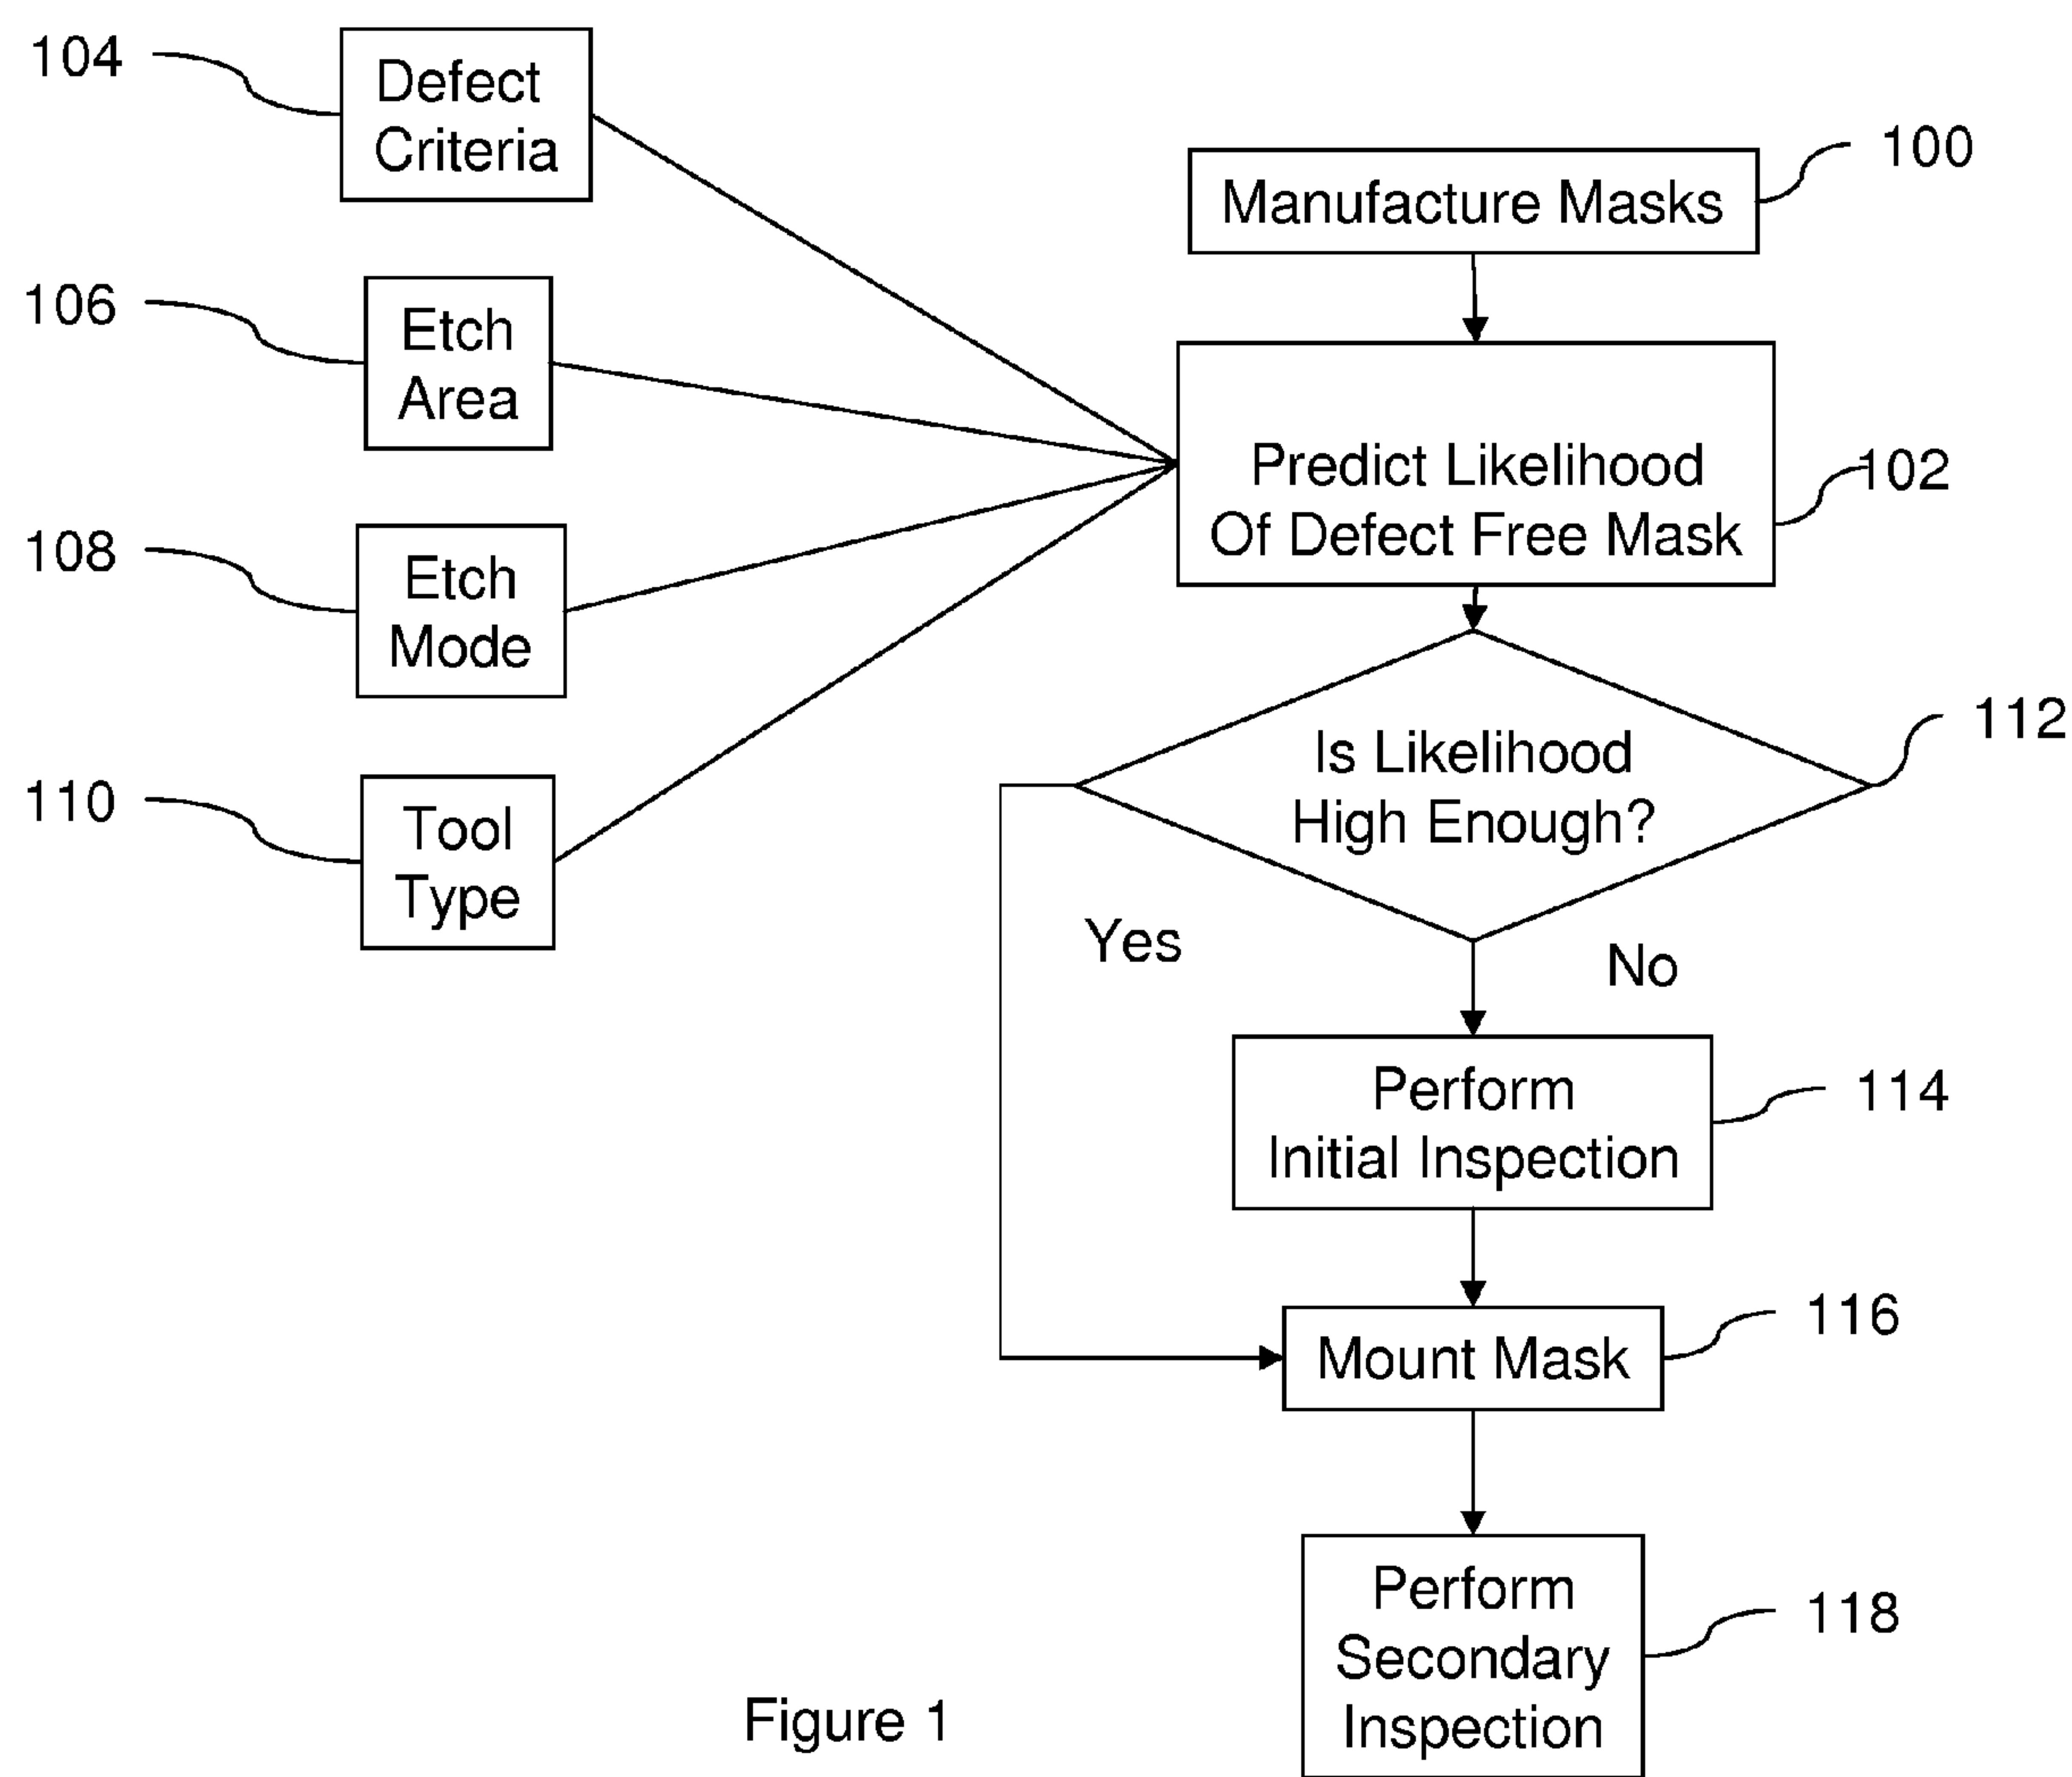 104
Defect
Criteria
100
Manufacture Masks
106
Etch
Area
102
Predict Likelihood
Of Defect Free Mask
108
Etch
Mode
112
Is Likelihood
High Enough?
110
Tool
Type
Yes
No
114
Perform
Initial Inspection
116
Mount Mask
118
Perform
Secondary
Inspection
Figure 1